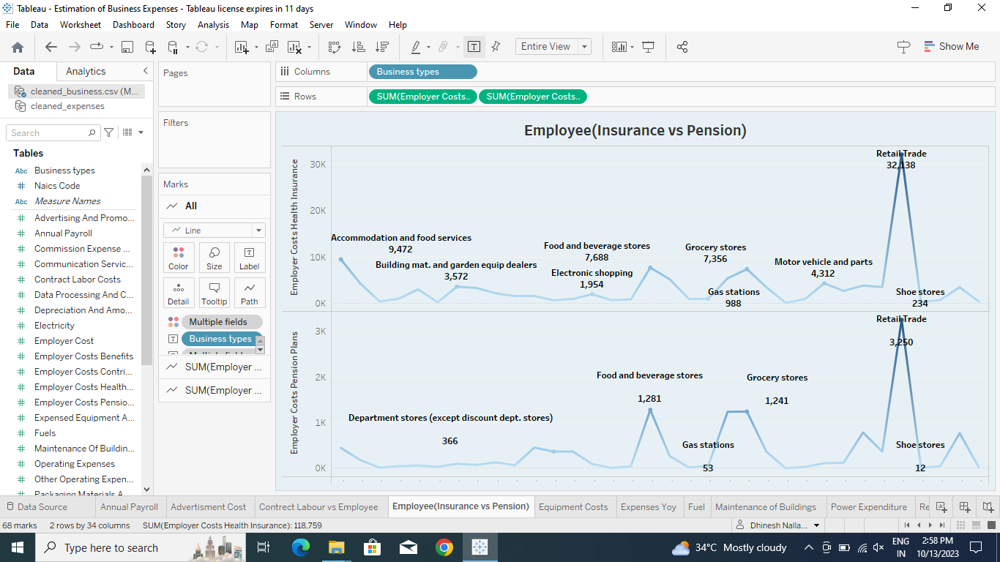 Tableau - Estimation of Business Expenses - Tableau license expires in 11 days
File Data Worksheet Dashboard Story Analysis Map Format Server Window Help
Entire View
Show Me
Data Analytics
cleaned_business.csv (M...
cleaned_expenses
Search
Tables
Abc Business types
# Naics Code
Abc Measure Names
# Advertising And Promo...
# Annual Payroll
# Commission Expense ...
# Communication Servic...
# Contract Labor Costs
# Data Processing And C...
# Depreciation And Amo...
# Electricity
# Employer Cost
# Employer Costs Benefits
# Employer Costs Contri...
# Employer Costs Health...
# Employer Costs Pensio...
# Expensed Equipment A...
# Fuels
# Maintenance Of Buildin...
# Operating Expenses
# Other Operating Expen...
# Packaging Materials A
Pages
Filters
Marks
All
Line
Color Size Label
Detail Tooltip Path
Multiple fields
Business types
Multiple fields
SUM(Employer ...
SUM(Employer ...
Columns Business types
Rows SUM(Employer Costs.. SUM(Employer Costs..
Employee(Insurance vs Pension)
Employer Costs Health Insurance
30K
20K
10K
0K
Retail Trade
32,138
Accommodation and food services
9,472
Building mat. and garden equip dealers
3,572
Food and beverage stores
7,688
Electronic shopping
1,954
Grocery stores
7,356
Gas stations
988
Motor vehicle and parts
4,312
Shoe stores
234
Employer Costs Pension Plans
3K
2K
1K
0K
Retail Trade
3,250
Food and beverage stores
1,281
Grocery stores
1,241
Department stores (except discount dept. stores)
366
Gas stations
53
Shoe stores
12
Data Source Annual Payroll Advertisment Cost Contrect Labour vs Employee Employee(Insurance vs Pension) Equipment Costs Expenses Yoy Fuel Maintenance of Buildings Power Expenditure Re
68 marks 2 rows by 34 columns SUM(Employer Costs Health Insurance): 118,759
Dhinesh Nalla...
Type here to search
34°C Mostly cloudy
ENG
IN
2:58 PM
10/13/2023